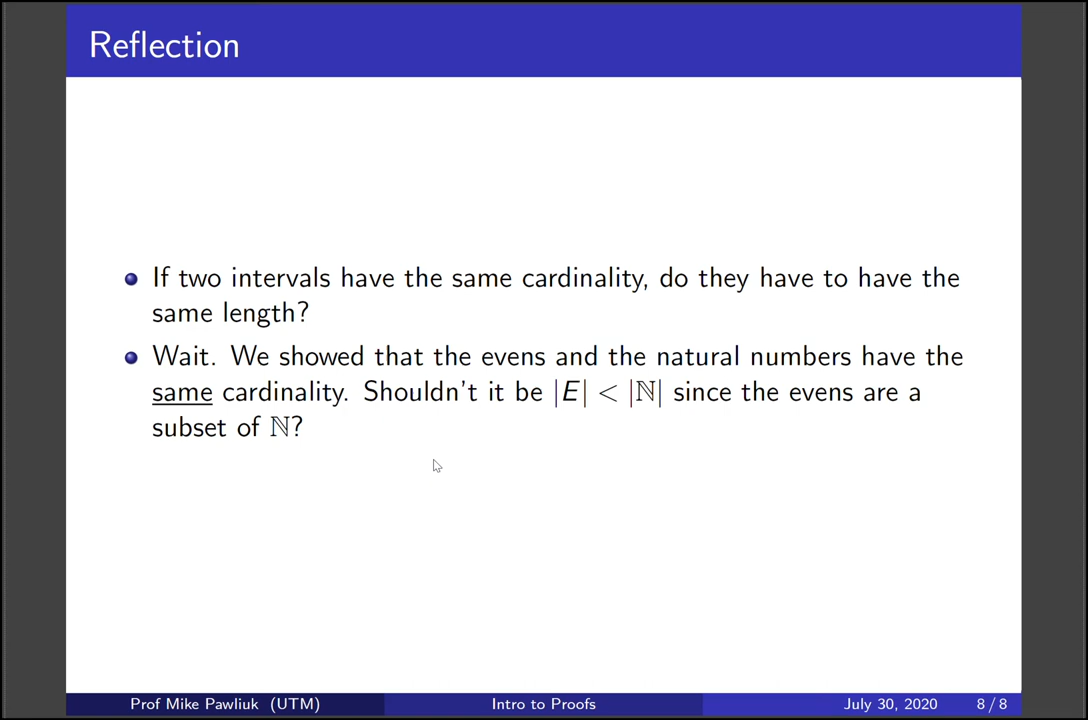 Reflection
If two intervals have the same cardinality, do they have to have the
same length?
Wait. We showed that the evens and the natural numbers have the
same cardinality. Shouldn't it be |E| < |ℕ| since the evens are a
subset of ℕ?
Prof Mike Pawliuk (UTM) Intro to Proofs July 30, 2020 8 / 8